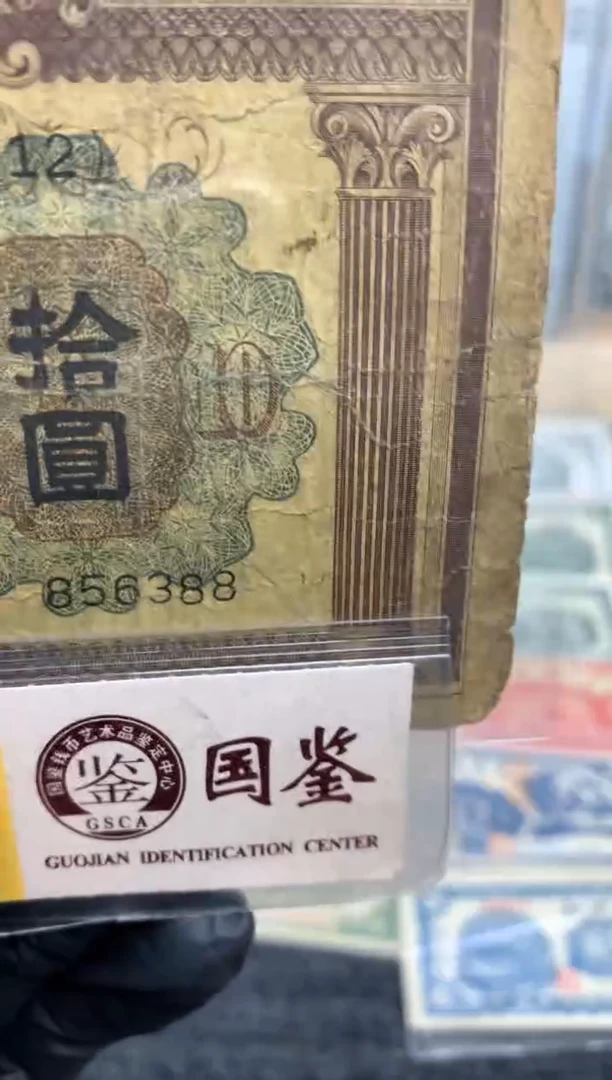 121
拾
圓
10
856388
国鉴钱币艺术品鉴定中心
鉴
GSCA
国鉴
GUOJIAN IDENTIFICATION CENTER